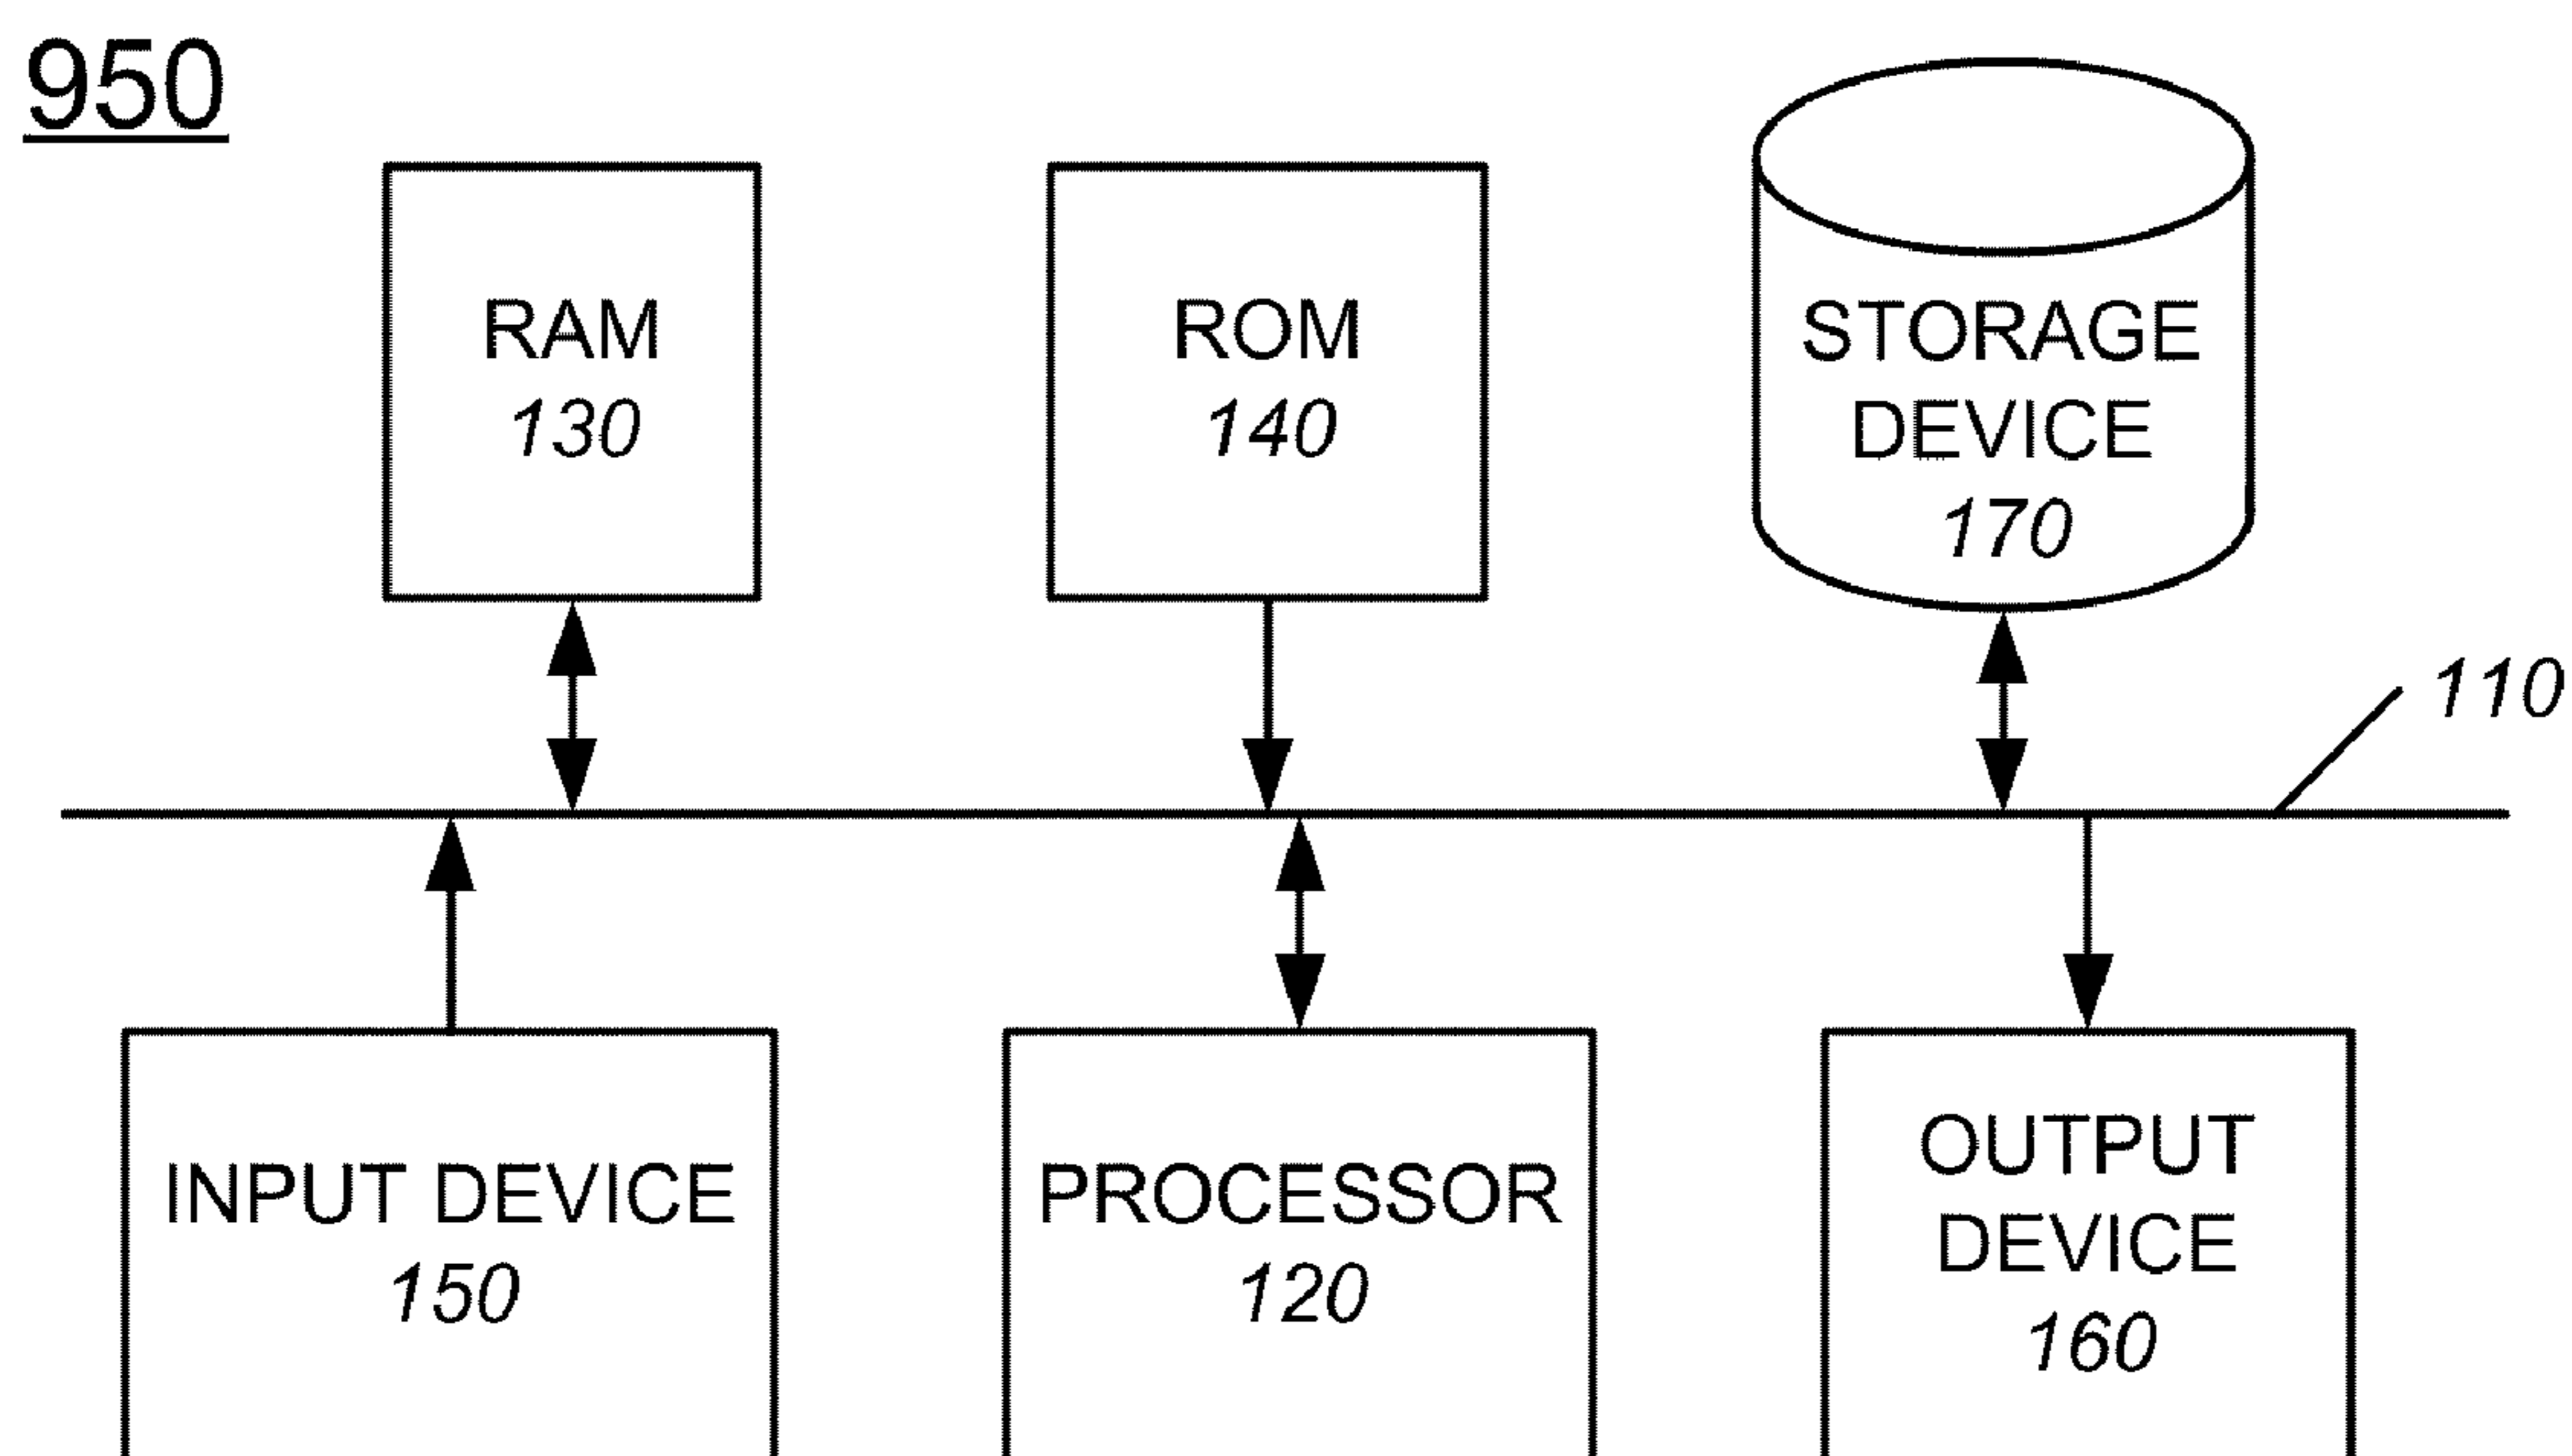 950
RAM
130
ROM
140
STORAGE
DEVICE
170
110
INPUT DEVICE
150
PROCESSOR
120
OUTPUT
DEVICE
160